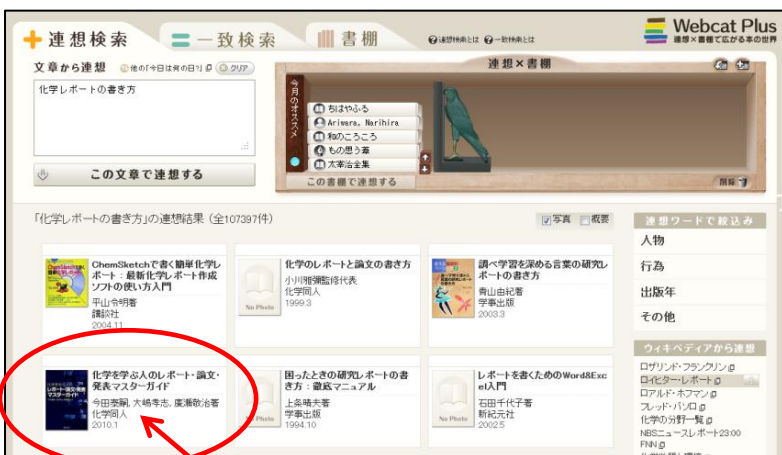 連想検索
一致検索
書棚
連想検索とは
一致検索とは
Webcat Plus
連想×書棚で広がる本の世界
文章から連想
他の「今日は何の日?」
クリア
化学レポートの書き方
この文章で連想する
連想×書棚
今月のオススメ
ちはやふる
Ariwara, Narihira
和のこころ
もの思う葦
太宰治全集
この書棚で連想する
削除
「化学レポートの書き方」の連想結果 (全107397件)
写真
概要
ChemSketchで書く簡単化学レ
ポート : 最新化学レポート作成
ソフトの使い方入門
平山令明著
講談社
2004.11
No Photo
化学のレポートと論文の書き方
小川雅彌監修代表
化学同人
1999.3
調べ学習を深める言葉の研究レ
ポートの書き方
青山由紀著
学事出版
2003.3
レポート・論文・発表
マスターガイド
化学を学ぶ人のレポート・論文・
発表マスターガイド
今田泰嗣, 大嶋孝志, 廣瀬敬治著
化学同人
2010.1
No Photo
困ったときの研究レポートの書
き方 : 徹底マニュアル
上条晴夫著
学事出版
1994.10
No Photo
レポートを書くためのWord&Exc
el入門
石田千代子著
新紀元社
2002.5
連想ワードで絞込み
人物
行為
出版年
その他
ウィキペディアから連想
ロザリンド・フランクリン
ロイヒター・レポート
ロアルド・ホフマン
フレッド・バソロ
化学の分野一覧
NBSニュースレポート23:00
FNN